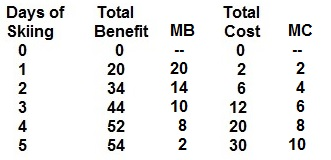 Days of Total Total
Skiing Benefit MB Cost MC
0 0 -- 0 --
1 20 20 2 2
2 34 14 6 4
3 44 10 12 6
4 52 8 20 8
5 54 2 30 10